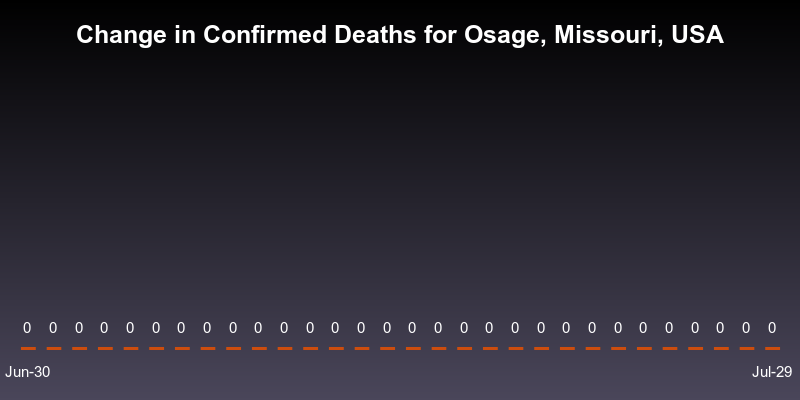 Change in Confirmed Deaths for Osage, Missouri, USA
0 0 0 0 0 0 0 0 0 0 0 0 0 0 0 0 0 0 0 0 0 0 0 0 0 0 0 0 0 0
Jun-30 Jul-29